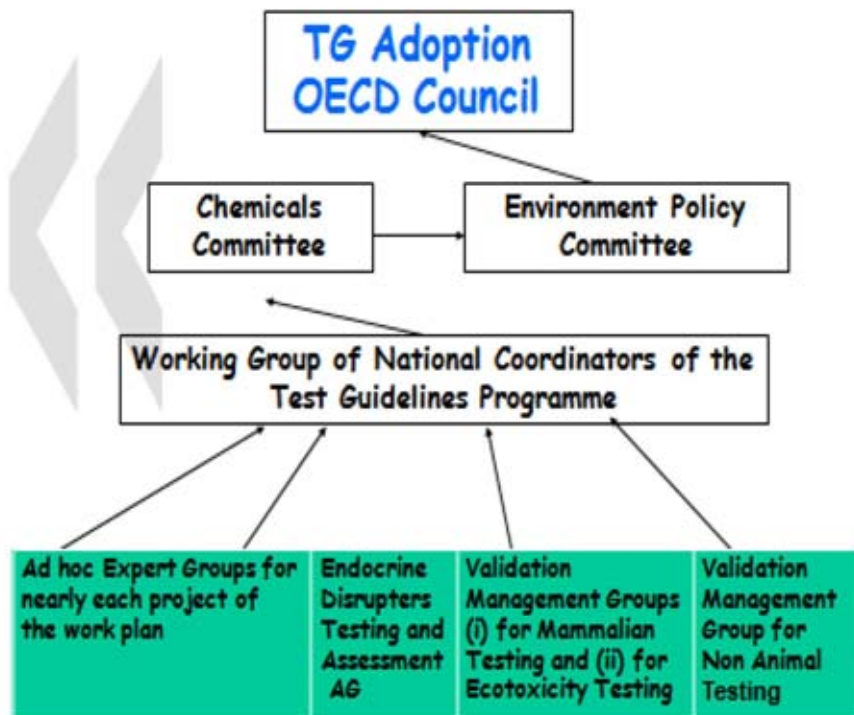 TG Adoption
OECD Council
Chemicals
Committee
Environment Policy
Committee
Working Group of National Coordinators of the
Test Guidelines Programme
Ad hoc Expert Groups for
nearly each project of
the work plan
Endocrine
Disrupters
Testing and
Assessment
AG
Validation
Management Groups
(i) for Mammalian
Testing and (ii) for
Ecotoxicity Testing
Validation
Management
Group for
Non Animal
Testing